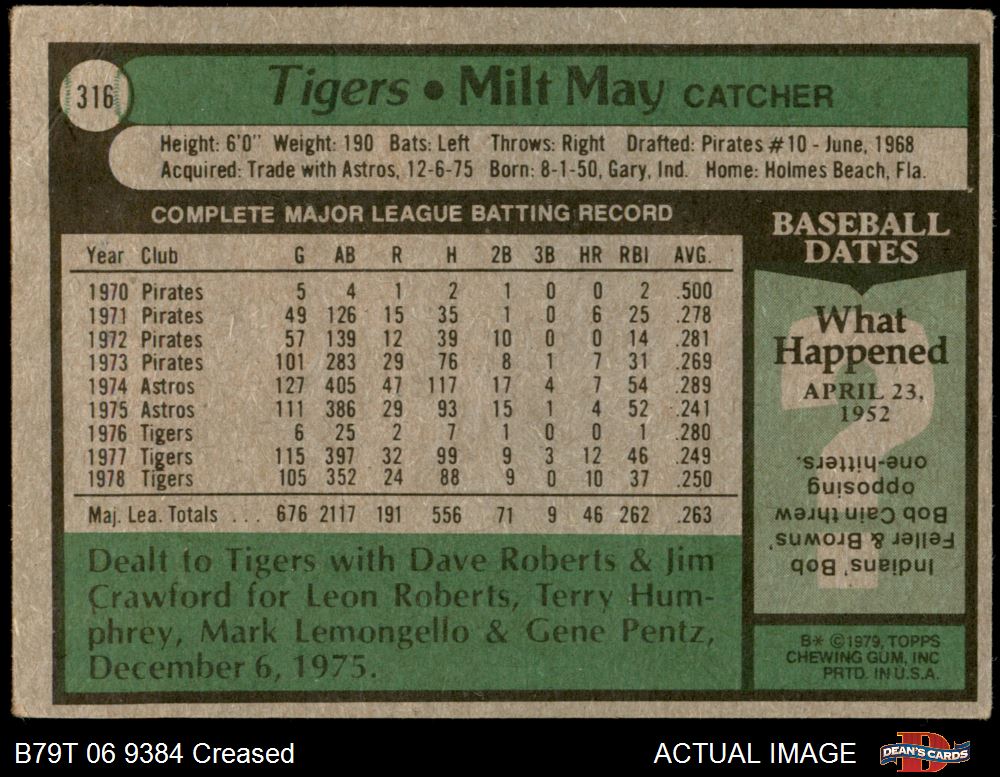 316
Tigers • Milt May CATCHER
Height: 6'0" Weight: 190 Bats: Left Throws: Right Drafted: Pirates #10 - June, 1968
Acquired: Trade with Astros, 12-6-75 Born: 8-1-50, Gary, Ind. Home: Holmes Beach, Fla.
COMPLETE MAJOR LEAGUE BATTING RECORD
Year Club G AB R H 2B 3B HR RBI AVG.
1970 Pirates 5 4 1 2 1 0 0 2 .500
1971 Pirates 49 126 15 35 1 0 6 25 .278
1972 Pirates 57 139 12 39 10 0 0 14 .281
1973 Pirates 101 283 29 76 8 1 7 31 .269
1974 Astros 127 405 47 117 17 4 7 54 .289
1975 Astros 111 386 29 93 15 1 4 52 .241
1976 Tigers 6 25 2 7 1 0 0 1 .280
1977 Tigers 115 397 32 99 9 3 12 46 .249
1978 Tigers 105 352 24 88 9 0 10 37 .250
Maj. Lea. Totals ... 676 2117 191 556 71 9 46 262 .263
Dealt to Tigers with Dave Roberts & Jim
Crawford for Leon Roberts, Terry Hum-
phrey, Mark Lemongello & Gene Pentz,
December 6, 1975.
BASEBALL
DATES
What
Happened
APRIL 23,
1952
?
Indians' Bob
Feller & Browns'
Bob Cain threw
opposing
one-hitters.
B* ©1979, TOPPS
CHEWING GUM, INC
PRTD. IN U.S.A.
B79T 06 9384 Creased
ACTUAL IMAGE
DEAN'S CARDS